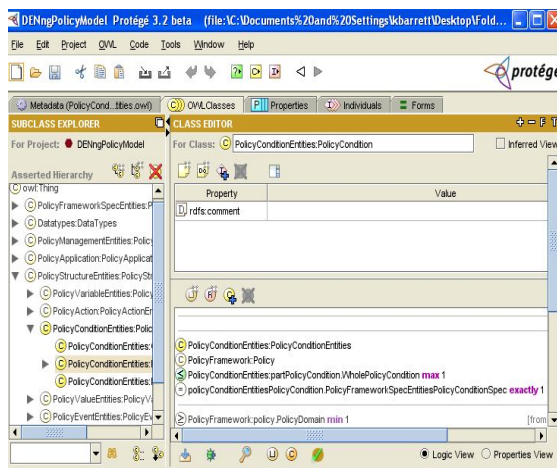 DENngPolicyModel Protégé 3.2 beta (file:\C:\Documents%20and%20Settings\kbarrett\Desktop\Fold...
File Edit Project OWL Code Tools Window Help
protégé
Metadata (PolicyCond...tities.owl) OWLClasses Properties Individuals Forms
SUBCLASS EXPLORER
For Project: DENngPolicyModel
Asserted Hierarchy
owl:Thing
PolicyFrameworkSpecEntities:P
Datatypes:DataTypes
PolicyManagementEntities:Policy
PolicyApplication:PolicyApplicat
PolicyStructureEntities:PolicyStr
PolicyVariableEntities:Policy
PolicyAction:PolicyActionEr
PolicyConditionEntities:Polic
PolicyConditionEntities:
PolicyConditionEntities:
PolicyConditionEntities:
PolicyValueEntities:PolicyVa
PolicyEventEntities:PolicyEv
CLASS EDITOR
F T
For Class: PolicyConditionEntities:PolicyCondition Inferred View
Property Value
rdfs:comment
PolicyConditionEntities:PolicyConditionEntities
PolicyFramework:Policy
PolicyConditionEntities:partPolicyCondition.WholePolicyCondition max 1
policyConditionEntitiesPolicyCondition.PolicyFrameworkSpecEntitiesPolicyConditionSpec exactly 1
PolicyFramework:policy.PolicyDomain min 1 [from
Logic View Properties View